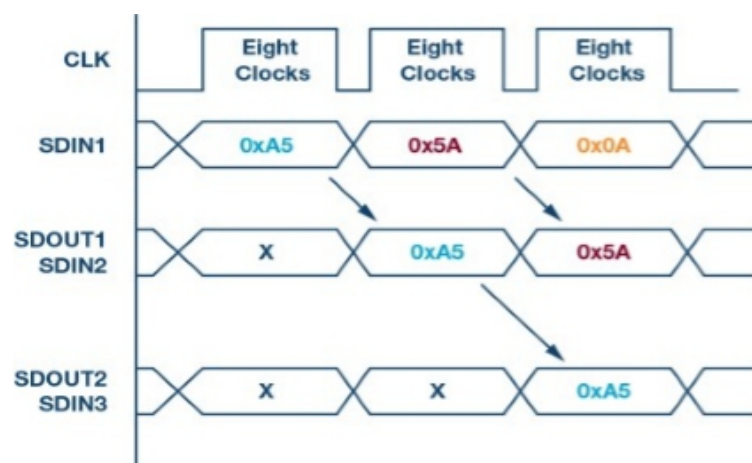 CLK
Eight Eight Eight
Clocks Clocks Clocks
SDIN1 0xA5 0x5A 0x0A
SDOUT1
SDIN2 X 0xA5 0x5A
SDOUT2
SDIN3 X X 0xA5